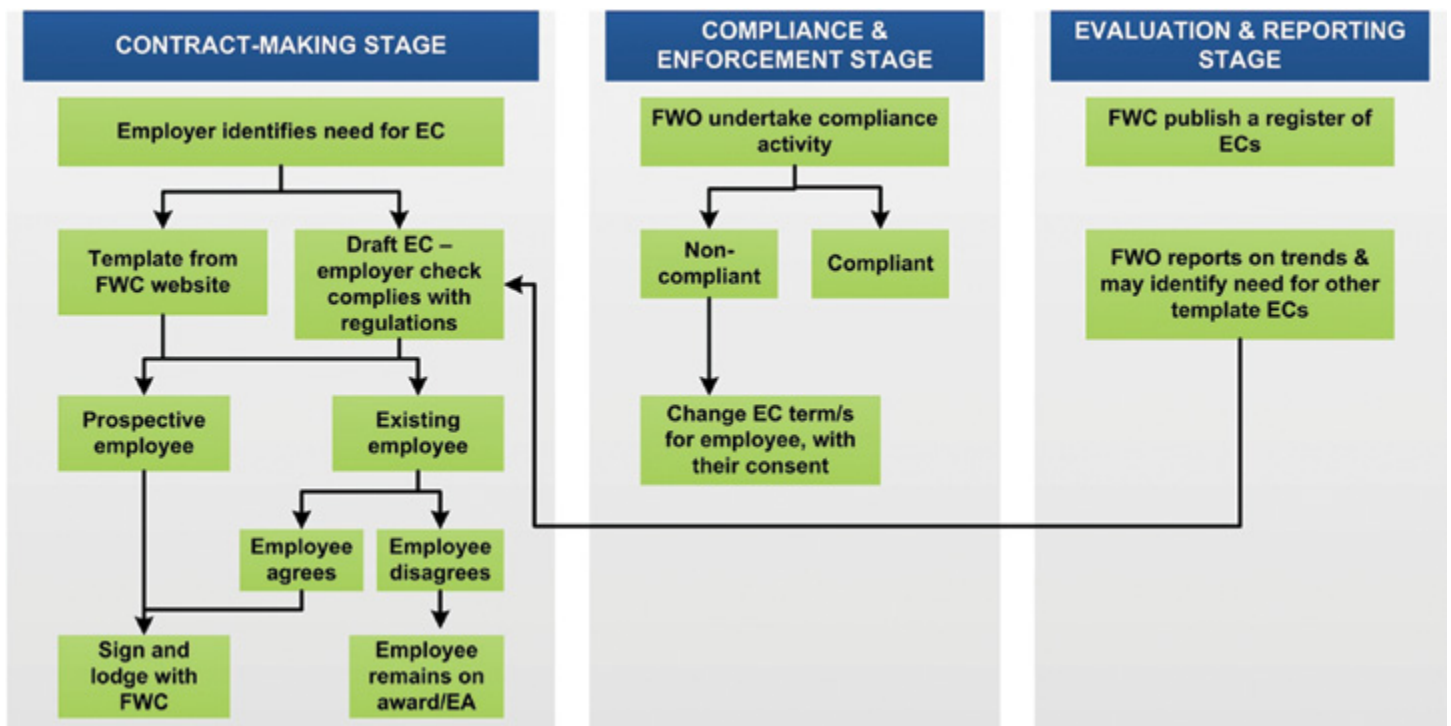 CONTRACT-MAKING STAGE
Employer identifies need for EC
Template from
FWC website
Draft EC –
employer check
complies with
regulations
Prospective
employee
Existing
employee
Employee
agrees
Employee
disagrees
Sign and
lodge with
FWC
Employee
remains on
award/EA
COMPLIANCE &
ENFORCEMENT STAGE
FWO undertake compliance
activity
Non-
compliant
Compliant
Change EC term/s
for employee, with
their consent
EVALUATION & REPORTING
STAGE
FWC publish a register of
ECs
FWO reports on trends &
may identify need for other
template ECs